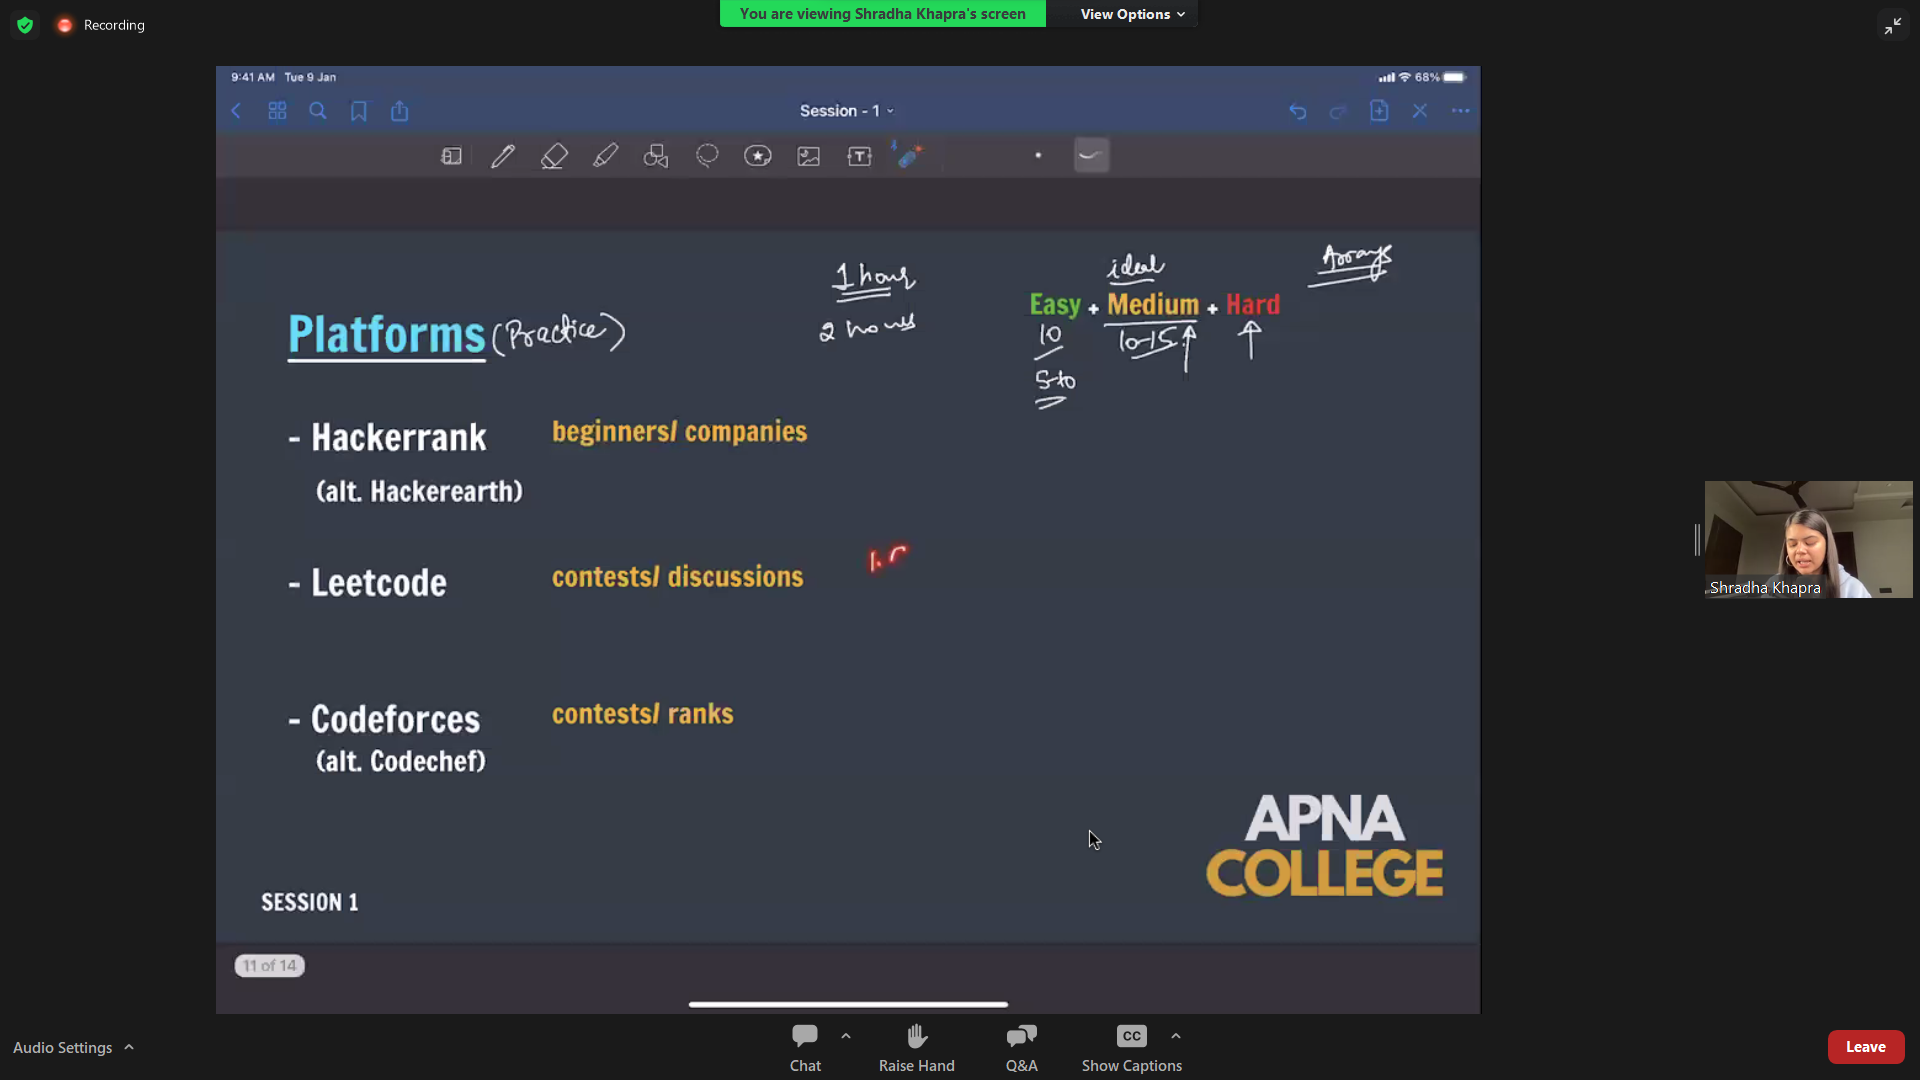 You are viewing Shradha Khapra's screen
View Options
Recording
9:41 AM Tue 9 Jan
68%
Session - 1
1 hour
2 hours
ideal
Arrays
Easy + Medium + Hard
10
10-15
5 to
Platforms (Practice)
- Hackerrank beginners/ companies
(alt. Hackerearth)
- Leetcode contests/ discussions
- Codeforces contests/ ranks
(alt. Codechef)
APNA
COLLEGE
SESSION 1
11 of 14
Shradha Khapra
Audio Settings
Chat
Raise Hand
Q&A
CC
Show Captions
Leave